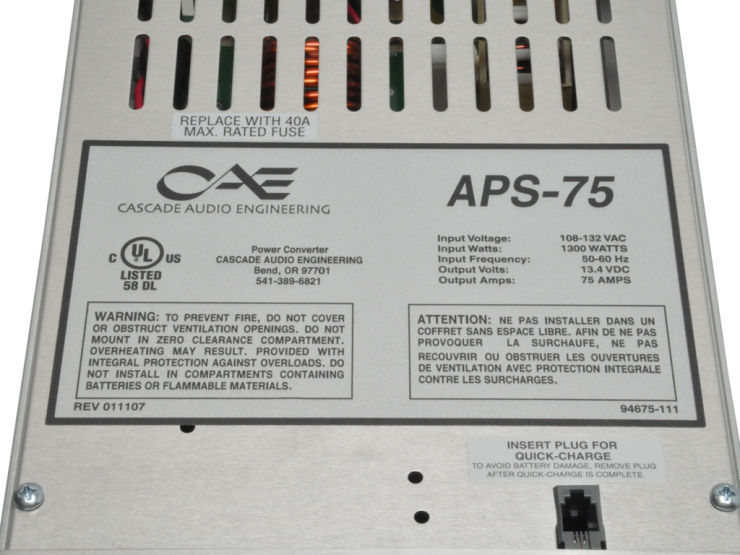 REPLACE WITH 40A
MAX. RATED FUSE
CAE
CASCADE AUDIO ENGINEERING
APS-75
C UL US
LISTED
58 DL
Power Converter
CASCADE AUDIO ENGINEERING
Bend, OR 97701
541-389-6821
Input Voltage: 108-132 VAC
Input Watts: 1300 WATTS
Input Frequency: 50-60 Hz
Output Volts: 13.4 VDC
Output Amps: 75 AMPS
WARNING: TO PREVENT FIRE, DO NOT COVER
OR OBSTRUCT VENTILATION OPENINGS. DO NOT
MOUNT IN ZERO CLEARANCE COMPARTMENT.
OVERHEATING MAY RESULT. PROVIDED WITH
INTEGRAL PROTECTION AGAINST OVERLOADS. DO
NOT INSTALL IN COMPARTMENTS CONTAINING
BATTERIES OR FLAMMABLE MATERIALS.
ATTENTION: NE PAS INSTALLER DANS UN
COFFRET SANS ESPACE LIBRE. AFIN DE NE PAS
PROVOQUER LA SURCHAUFE, NE PAS
RECOUVRIR OU OBSTRUER LES OUVERTURES
DE VENTILATION AVEC PROTECTION INTEGRALE
CONTRE LES SURCHARGES.
REV 011107
94675-111
INSERT PLUG FOR
QUICK-CHARGE
TO AVOID BATTERY DAMAGE, REMOVE PLUG
AFTER QUICK-CHARGE IS COMPLETE